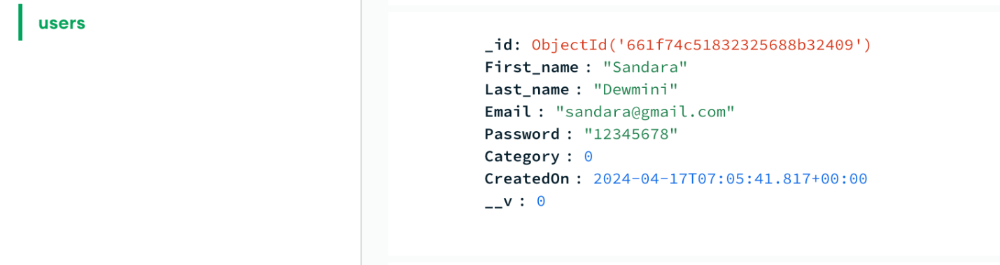 users
_id: ObjectId('661f74c51832325688b32409')
First_name : "Sandara"
Last_name : "Dewmini"
Email : "sandara@gmail.com"
Password : "12345678"
Category : 0
CreatedOn : 2024-04-17T07:05:41.817+00:00
__v : 0